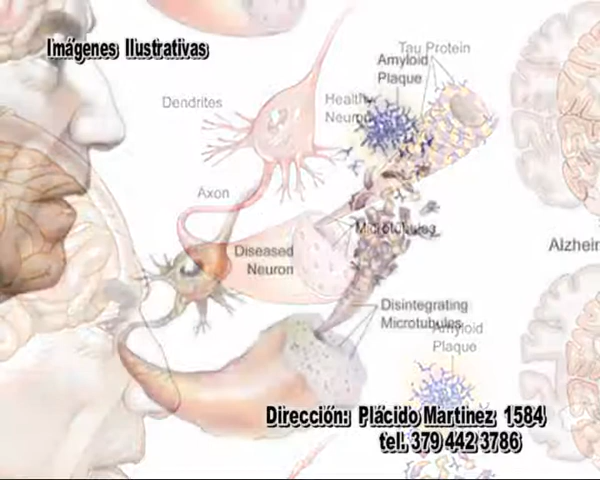 Imágenes Ilustrativas
Tau Protein
Amyloid
Plaque
Dendrites
Healthy
Neuron
Axon
Microtubules
Diseased
Neuron
Alzheim
Disintegrating
Microtubules
Amyloid
Plaque
Dirección: Plácido Martinez 1584
tel. 379 442 3786